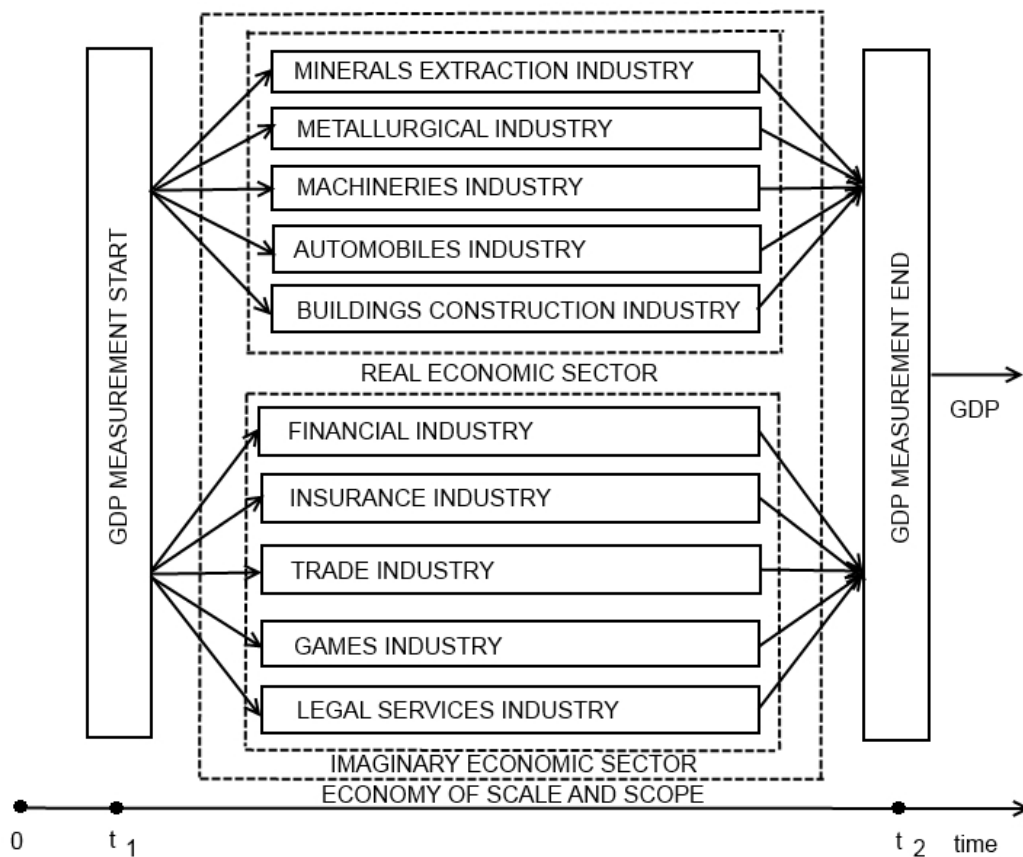 GDP MEASUREMENT START
MINERALS EXTRACTION INDUSTRY
METALLURGICAL INDUSTRY
MACHINERIES INDUSTRY
AUTOMOBILES INDUSTRY
BUILDINGS CONSTRUCTION INDUSTRY
REAL ECONOMIC SECTOR
FINANCIAL INDUSTRY
INSURANCE INDUSTRY
TRADE INDUSTRY
GAMES INDUSTRY
LEGAL SERVICES INDUSTRY
IMAGINARY ECONOMIC SECTOR
ECONOMY OF SCALE AND SCOPE
GDP MEASUREMENT END
GDP
0 t 1 t 2 time